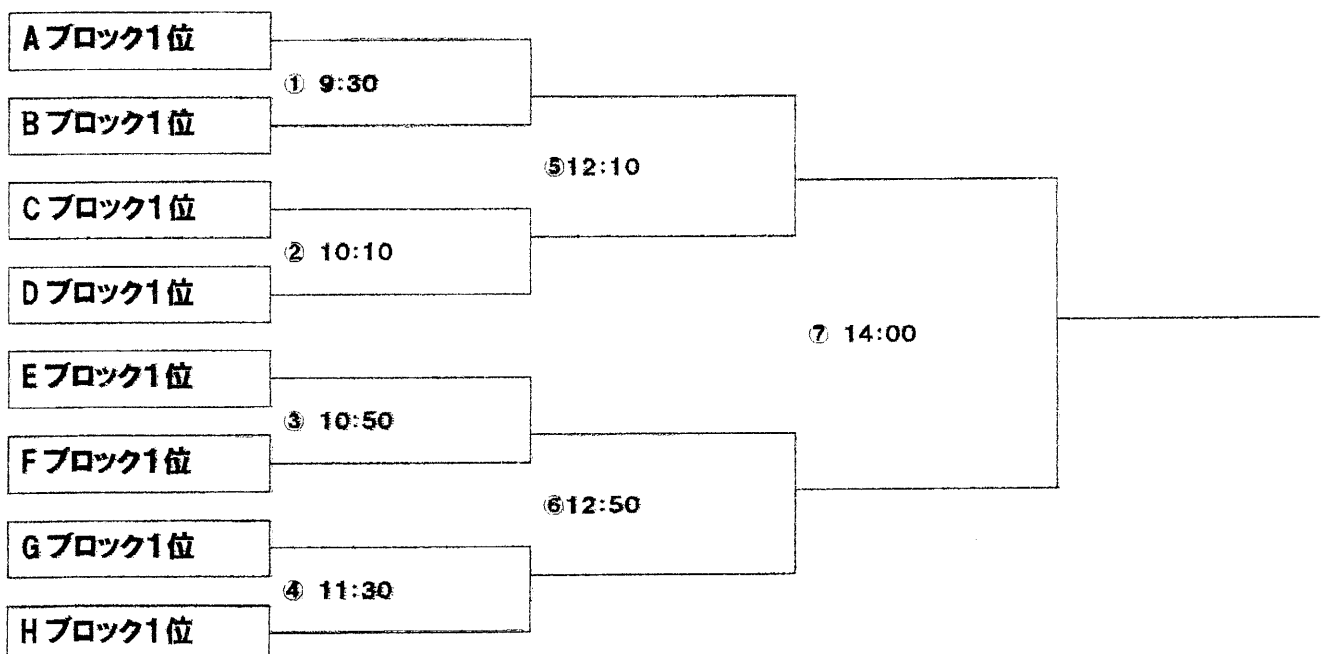 Aブロック1位
① 9:30
Bブロック1位
⑤12:10
Cブロック1位
② 10:10
Dブロック1位
⑦ 14:00
Eブロック1位
③ 10:50
Fブロック1位
⑥12:50
Gブロック1位
④ 11:30
Hブロック1位